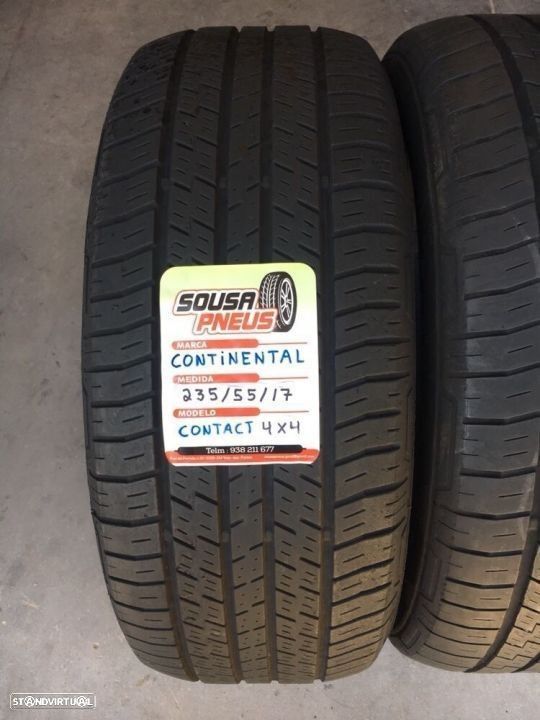 SOUSA
PNEUS
MARCA
CONTINENTAL
MEDIDA
235/55/17
MODELO
CONTACT 4X4
Telm : 938 211 677
STANDVIRTUAL